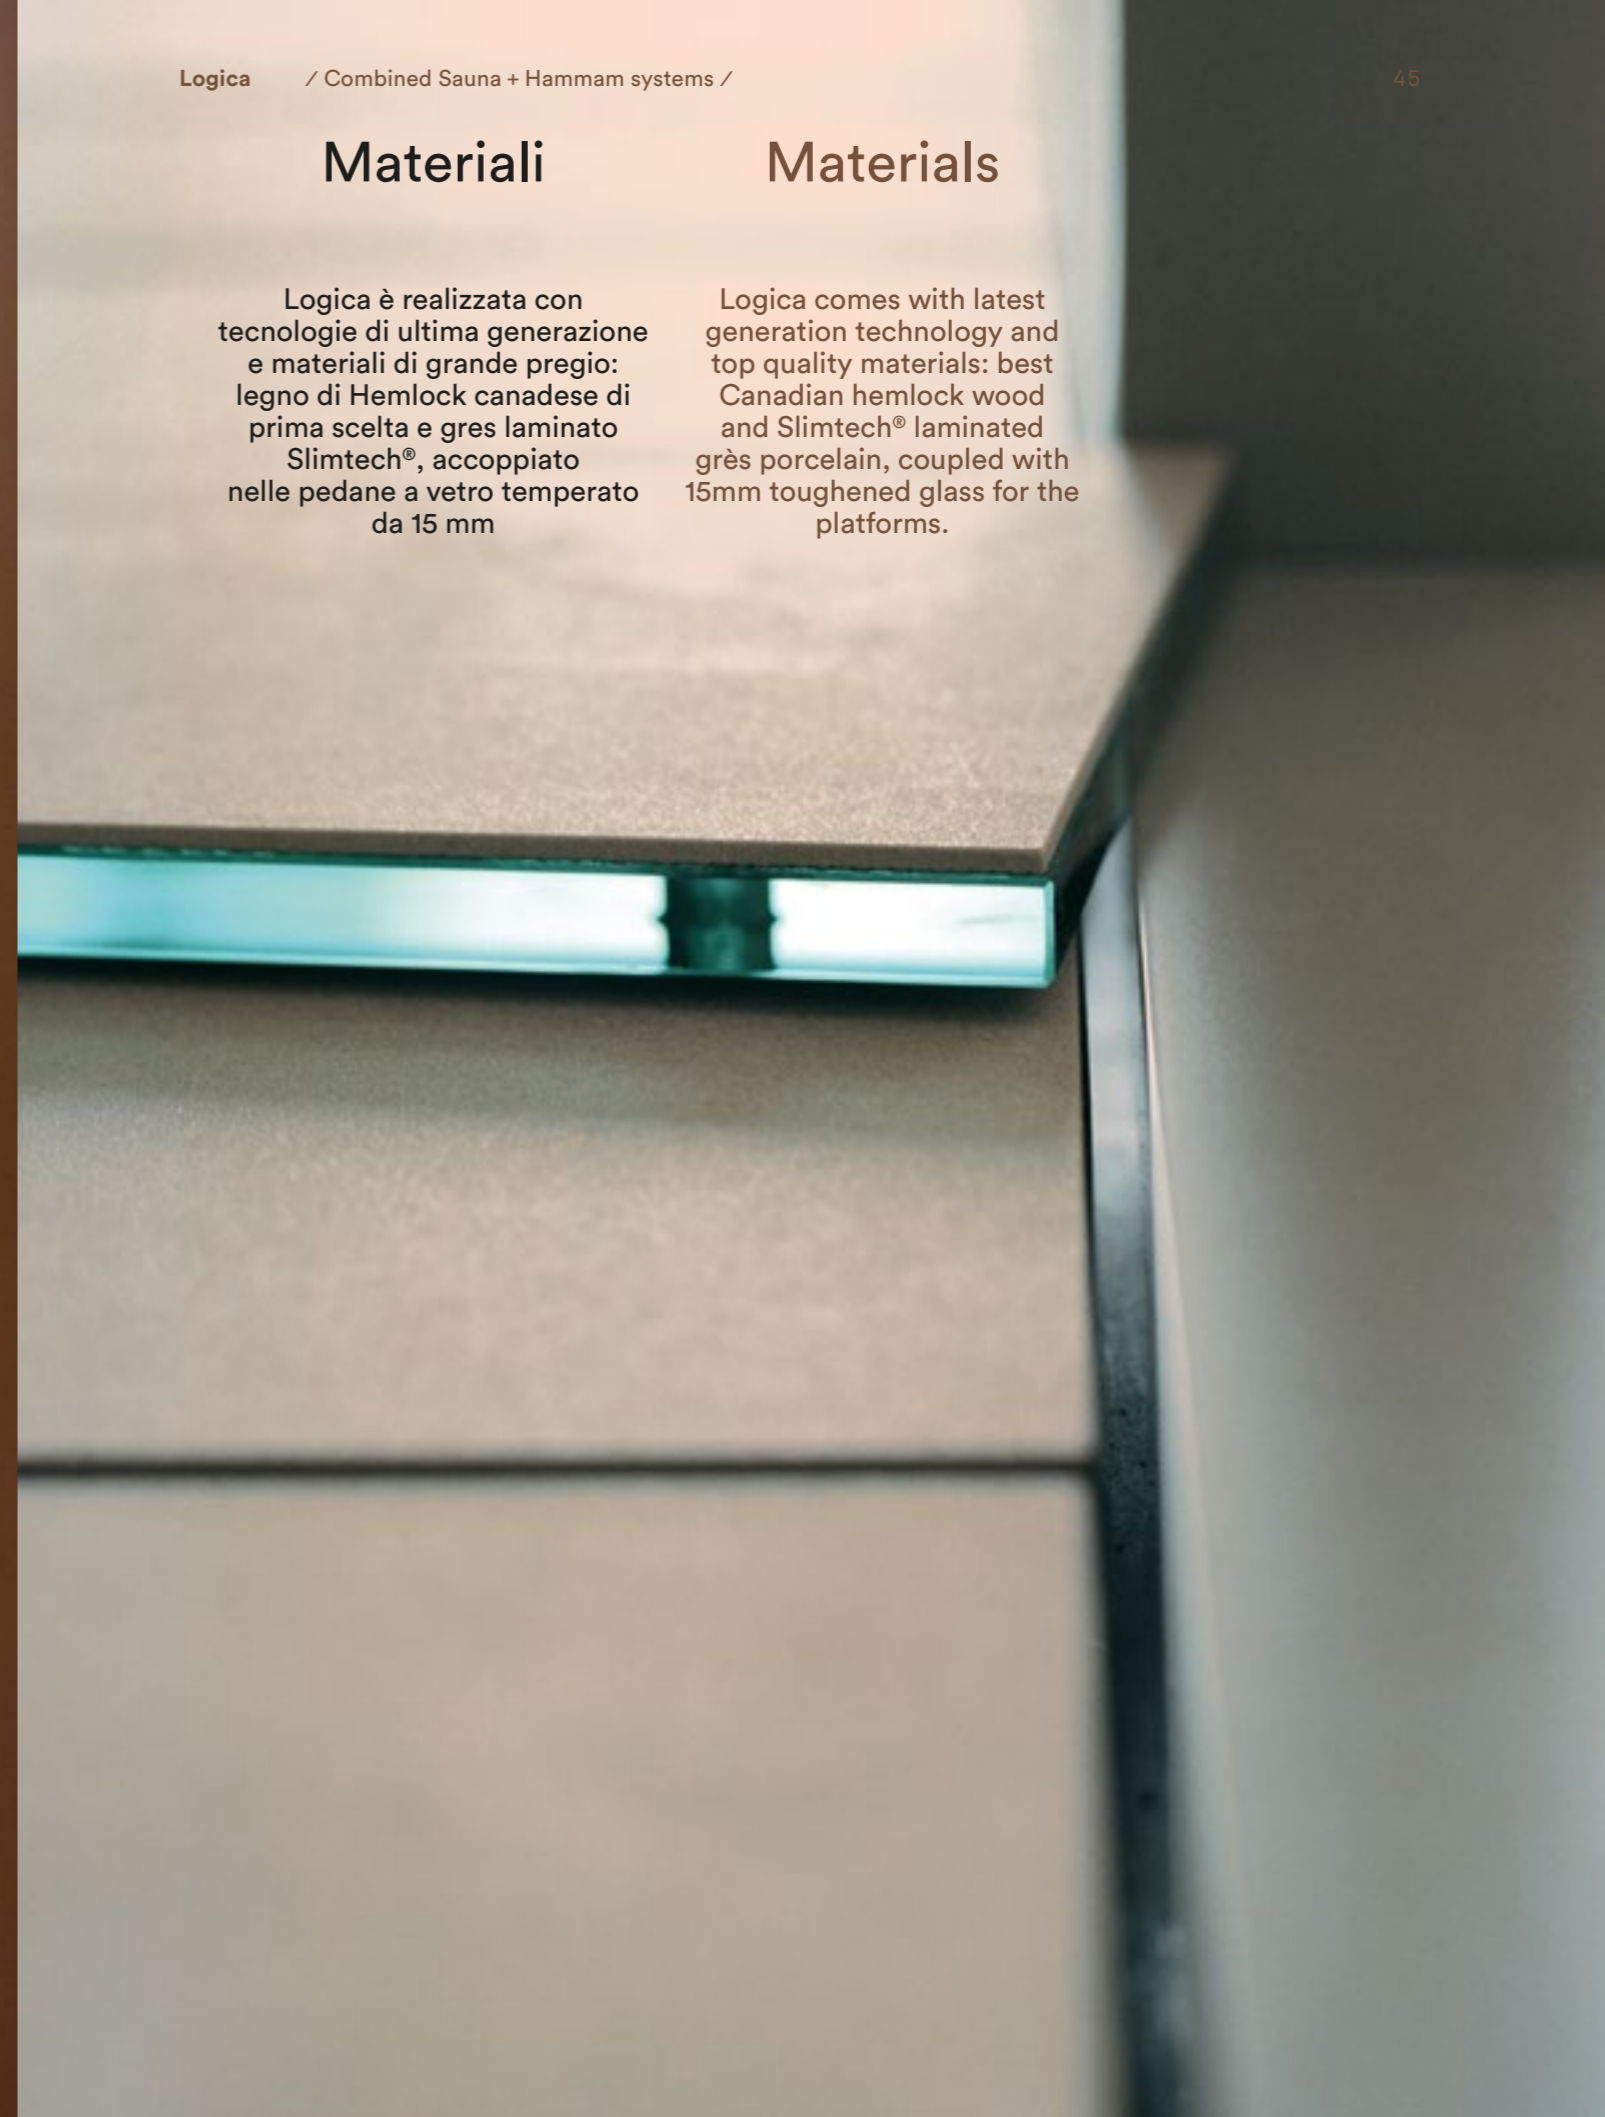 Logica / Combined Sauna + Hammam systems / 45
Materiali
Logica è realizzata con
tecnologie di ultima generazione
e materiali di grande pregio:
legno di Hemlock canadese di
prima scelta e gres laminato
Slimtech®, accoppiato
nelle pedane a vetro temperato
da 15 mm
Materials
Logica comes with latest
generation technology and
top quality materials: best
Canadian hemlock wood
and Slimtech® laminated
grès porcelain, coupled with
15mm toughened glass for the
platforms.